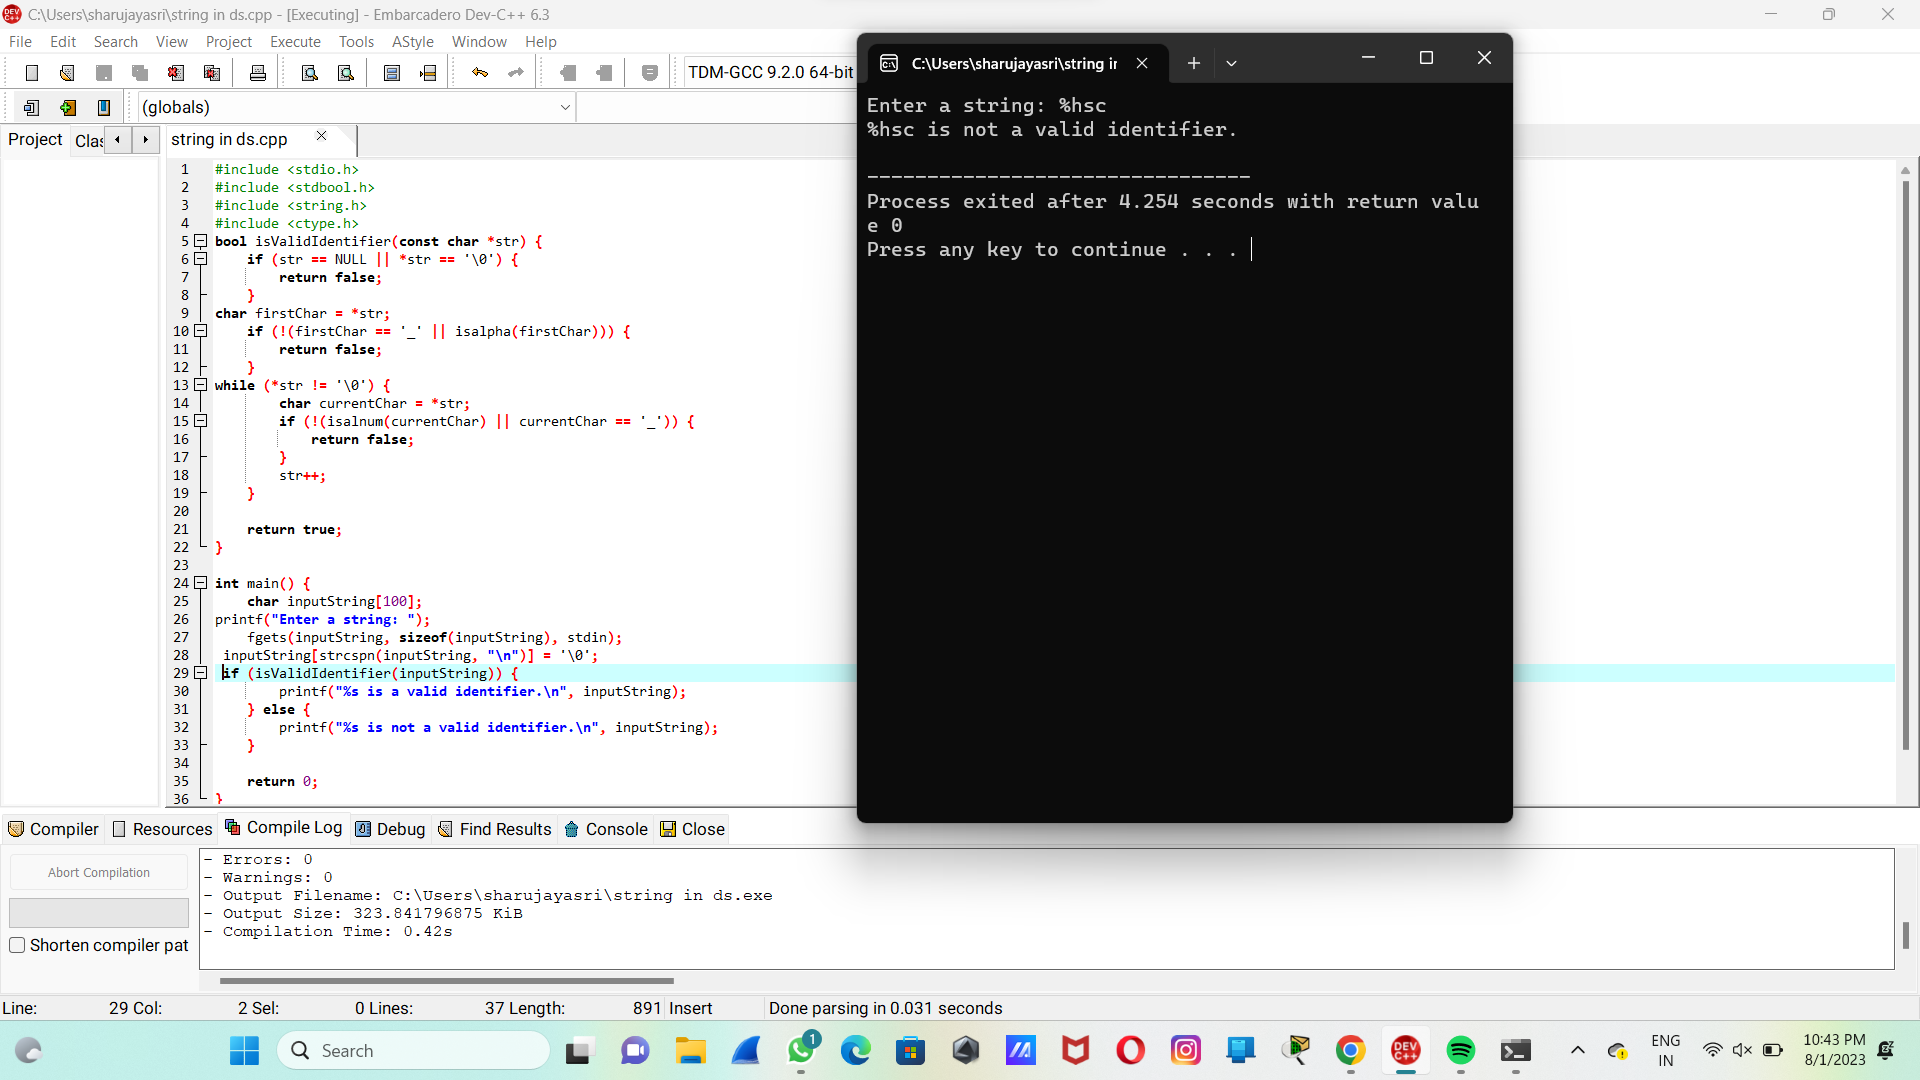 C:\Users\sharujayasri\string in ds.cpp - [Executing] - Embarcadero Dev-C++ 6.3
File Edit Search View Project Execute Tools AStyle Window Help
TDM-GCC 9.2.0 64-bit
(globals)
Project Clas
string in ds.cpp
1 #include <stdio.h>
2 #include <stdbool.h>
3 #include <string.h>
4 #include <ctype.h>
5 bool isValidIdentifier(const char *str) {
6 if (str == NULL || *str == '\0') {
7 return false;
8 }
9 char firstChar = *str;
10 if (!(firstChar == '_' || isalpha(firstChar))) {
11 return false;
12 }
13 while (*str != '\0') {
14 char currentChar = *str;
15 if (!(isalnum(currentChar) || currentChar == '_')) {
16 return false;
17 }
18 str++;
19 }
20
21 return true;
22 }
23
24 int main() {
25 char inputString[100];
26 printf("Enter a string: ");
27 fgets(inputString, sizeof(inputString), stdin);
28 inputString[strcspn(inputString, "\n")] = '\0';
29 if (isValidIdentifier(inputString)) {
30 printf("%s is a valid identifier.\n", inputString);
31 } else {
32 printf("%s is not a valid identifier.\n", inputString);
33 }
34
35 return 0;
36 }
C:\Users\sharujayasri\string ir
Enter a string: %hsc
%hsc is not a valid identifier.
--------------------------------
Process exited after 4.254 seconds with return valu
e 0
Press any key to continue . . .
Compiler Resources Compile Log Debug Find Results Console Close
Abort Compilation
Shorten compiler pat
- Errors: 0
- Warnings: 0
- Output Filename: C:\Users\sharujayasri\string in ds.exe
- Output Size: 323.841796875 KiB
- Compilation Time: 0.42s
Line: 29 Col: 2 Sel: 0 Lines: 37 Length: 891 Insert Done parsing in 0.031 seconds
Search
1
DEV C++
ENG
IN
10:43 PM
8/1/2023